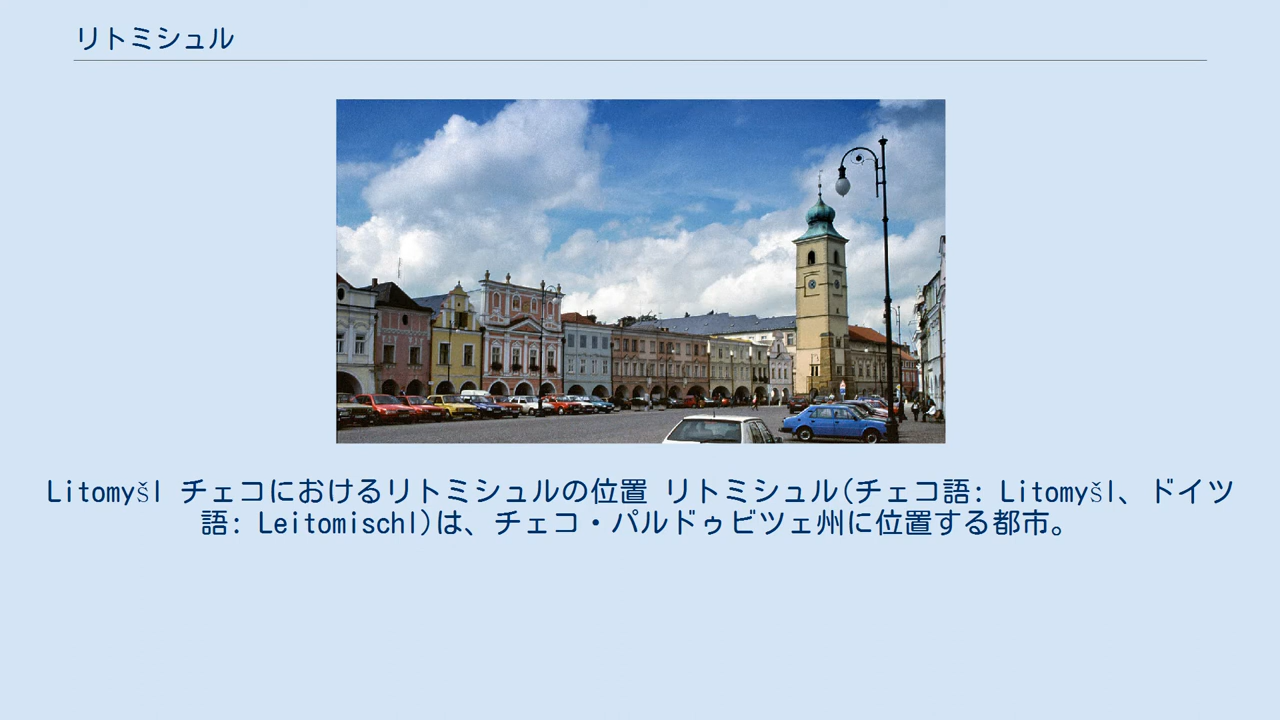 リトミシュル
Litomyšl チェコにおけるリトミシュルの位置 リトミシュル(チェコ語: Litomyšl、ドイツ
語: Leitomischl)は、チェコ・パルドゥビツェ州に位置する都市。